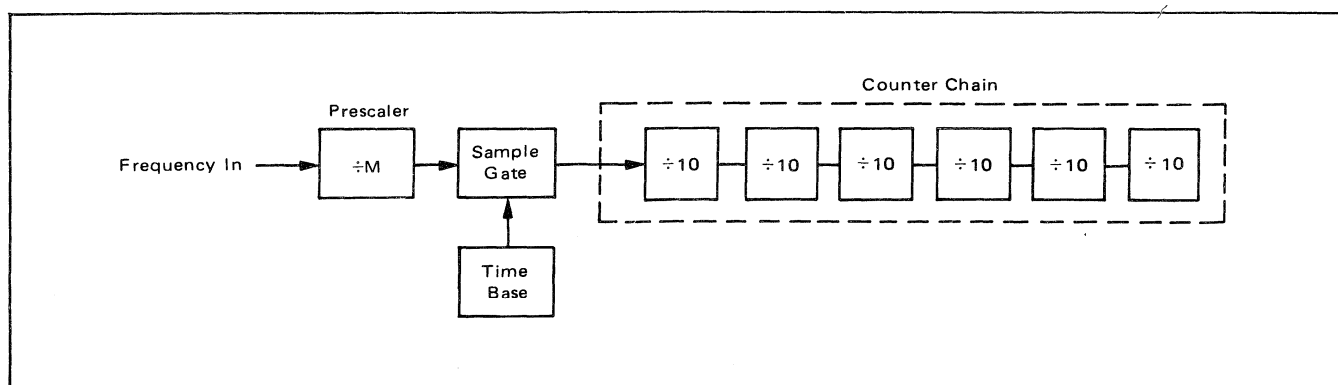 Counter Chain
Prescaler
Frequency In
÷M
Sample
Gate
÷10
÷10
÷10
÷10
÷10
÷10
Time
Base